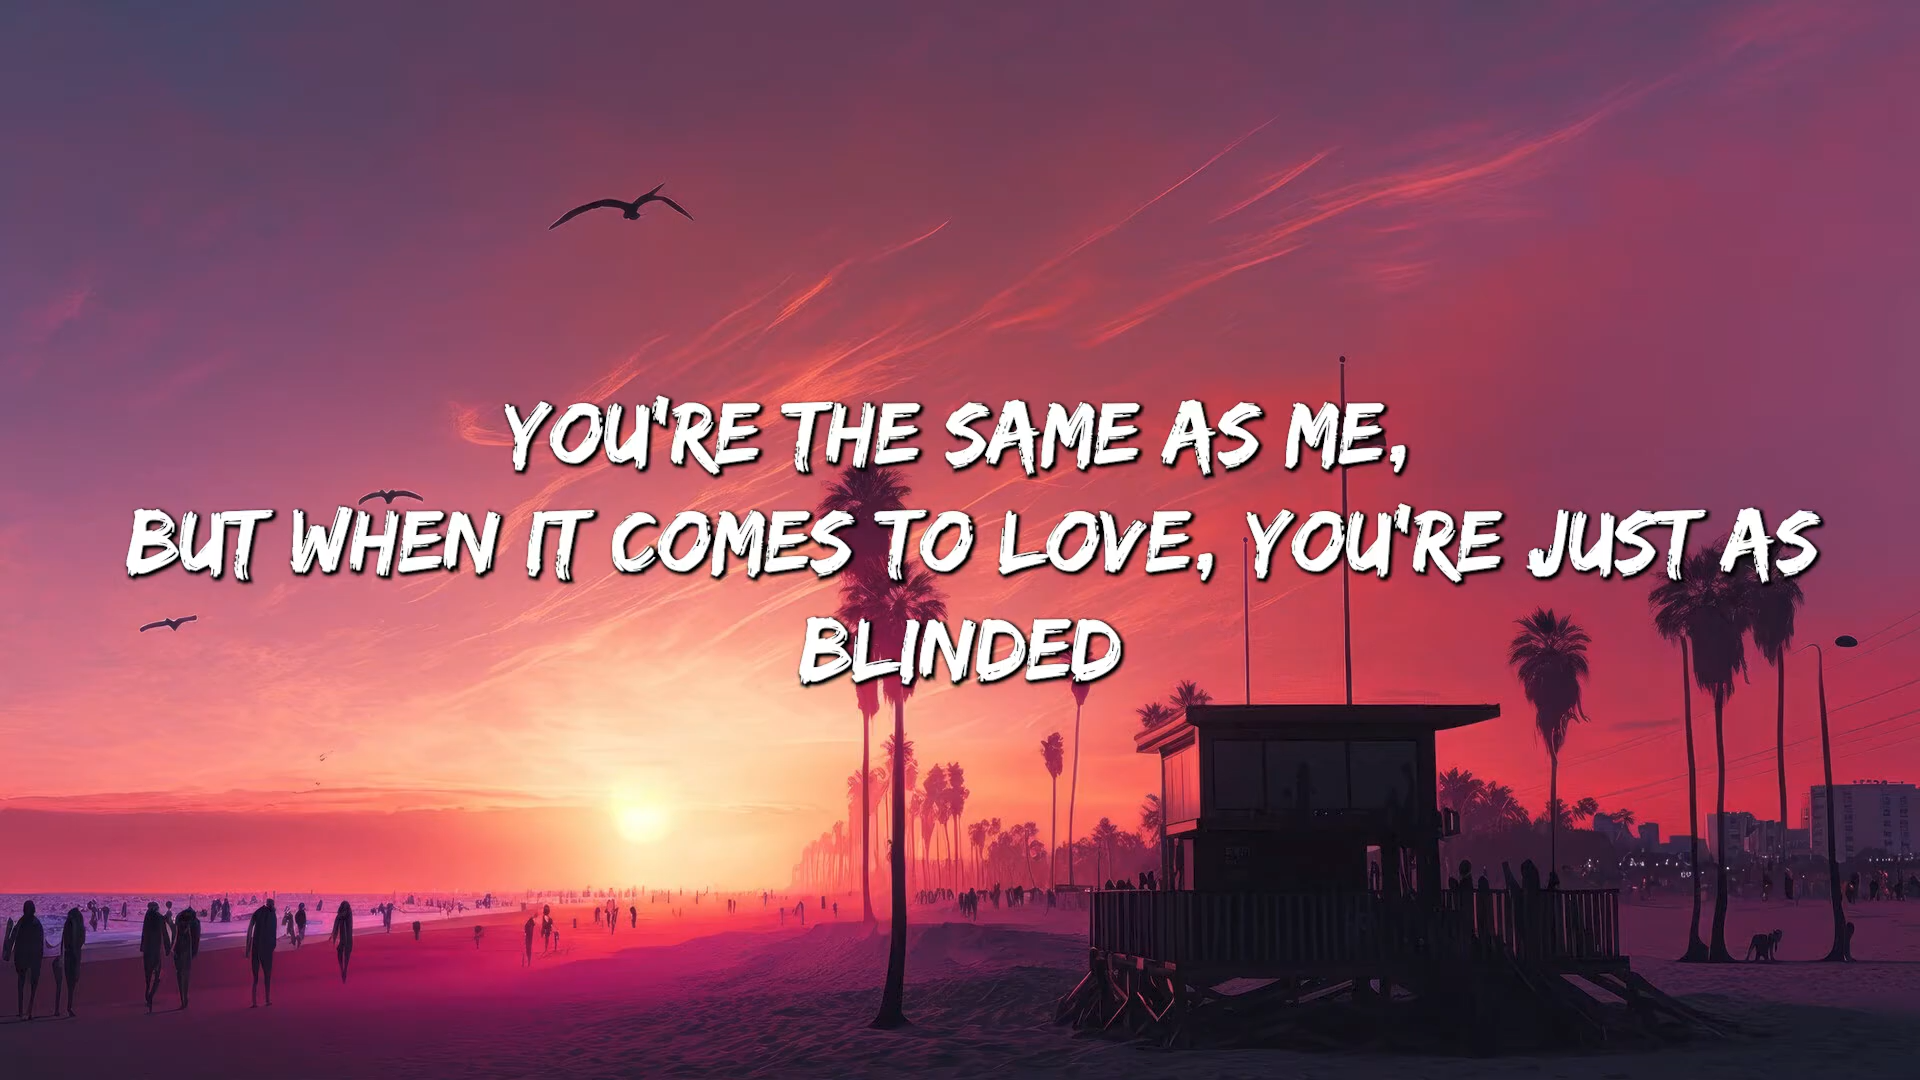 YOU'RE THE SAME AS ME,
BUT WHEN IT COMES TO LOVE, YOU'RE JUST AS
BLINDED